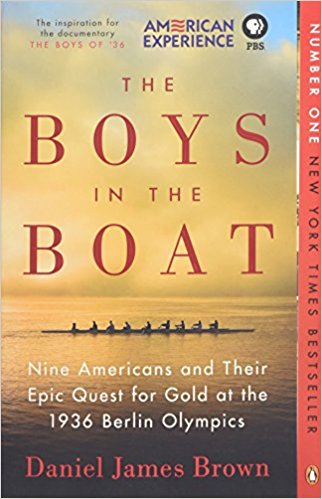 The inspiration for the
documentary
THE BOYS OF '36
AMERICAN
EXPERIENCE
PBS.
THE
BOYS
IN THE
BOAT
Nine Americans and Their
Epic Quest for Gold at the
1936 Berlin Olympics
Daniel James Brown
NUMBER ONE NEW YORK TIMES BESTSELLER